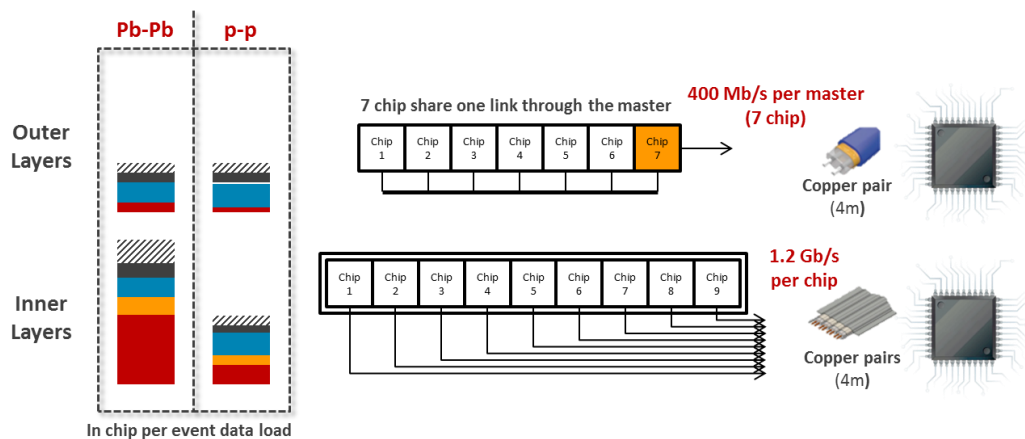 Pb-Pb
p-p
Outer
Layers
Inner
Layers
In chip per event data load
7 chip share one link through the master
Chip
1
Chip
2
Chip
3
Chip
4
Chip
5
Chip
6
Chip
7
400 Mb/s per master
(7 chip)
Copper pair
(4m)
Chip
1
Chip
2
Chip
3
Chip
4
Chip
5
Chip
6
Chip
7
Chip
8
Chip
9
1.2 Gb/s
per chip
Copper pairs
(4m)